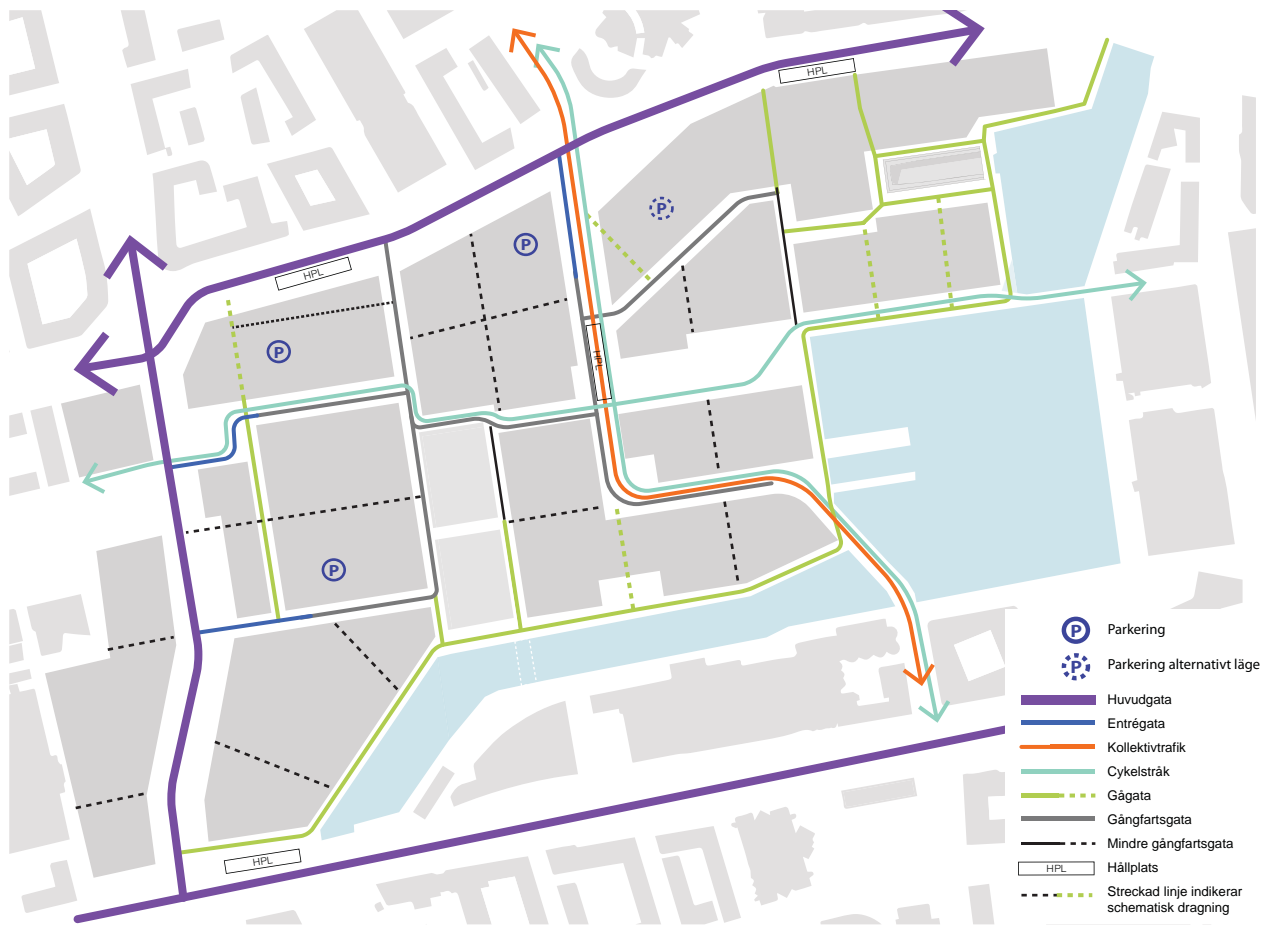 HPL
P
HPL
P
HPL
P
P
HPL
P Parkering
P Parkering alternativt läge
Huvudgata
Entrégata
Kollektivtrafik
Cykelstråk
Gågata
Gångfartsgata
Mindre gångfartsgata
HPL Hållplats
Streckad linje indikerar
schematisk dragning